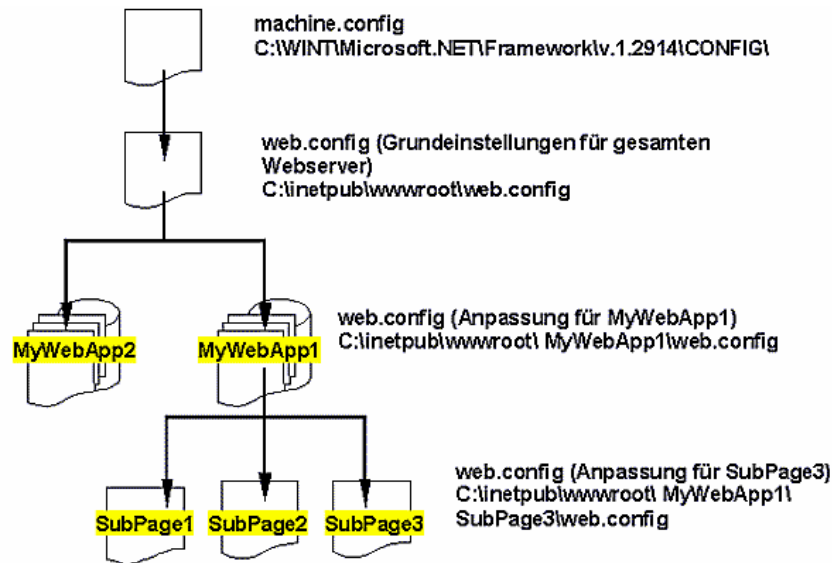 machine.config
C:\WINT\Microsoft.NET\Framework\v.1.2914\CONFIG\
web.config (Grundeinstellungen für gesamten
Webserver)
C:\inetpub\wwwroot\web.config
MyWebApp2
MyWebApp1
web.config (Anpassung für MyWebApp1)
C:\inetpub\wwwroot\ MyWebApp1\web.config
SubPage1
SubPage2
SubPage3
web.config (Anpassung für SubPage3)
C:\inetpub\wwwroot\ MyWebApp1\
SubPage3\web.config